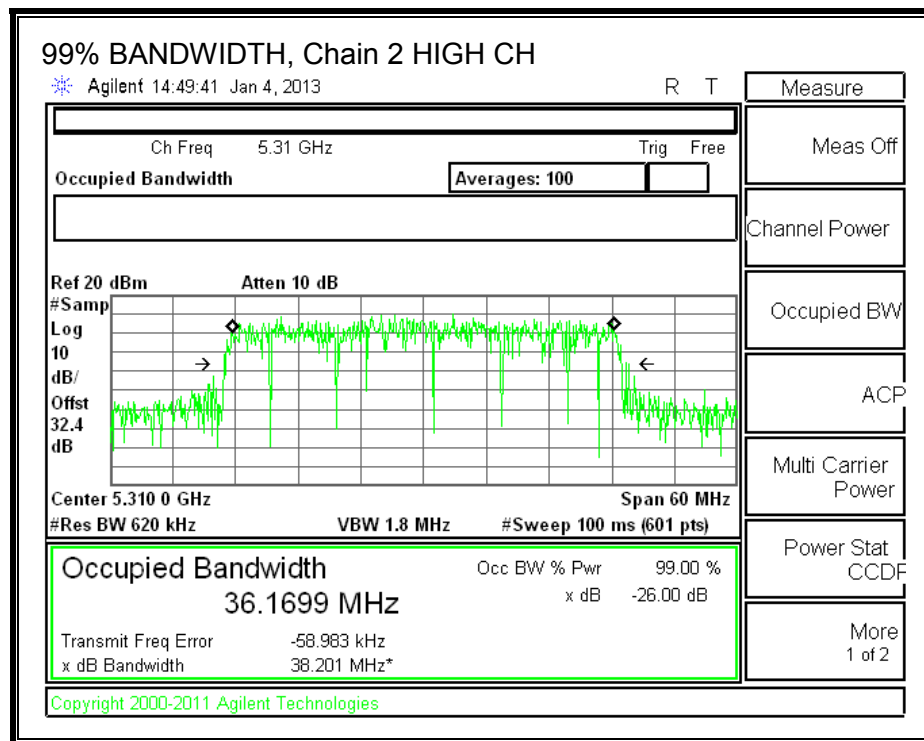 99% BANDWIDTH, Chain 2 HIGH CH
Agilent 14:49:41 Jan 4, 2013
R T
Measure
Ch Freq 5.31 GHz
Trig Free
Meas Off
Occupied Bandwidth
Averages: 100
Channel Power
Ref 20 dBm
Atten 10 dB
#Samp
Log
10
dB/
Offst
32.4
dB
Occupied BW
ACP
Multi Carrier
Power
Center 5.310 0 GHz
Span 60 MHz
#Res BW 620 kHz
VBW 1.8 MHz
#Sweep 100 ms (601 pts)
Power Stat
CCDF
Occupied Bandwidth
36.1699 MHz
Occ BW % Pwr 99.00 %
x dB -26.00 dB
Transmit Freq Error -58.983 kHz
x dB Bandwidth 38.201 MHz*
More
1 of 2
Copyright 2000-2011 Agilent Technologies